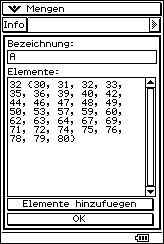 Mengen
Info
Bezeichnung:
A
Elemente:
32 {30, 31, 32, 33,
35, 36, 39, 40, 42,
44, 46, 47, 48, 49,
50, 53, 57, 59, 60,
62, 63, 64, 67, 69,
71, 72, 74, 75, 76,
78, 79, 80}
Elemente hinzufuegen
OK